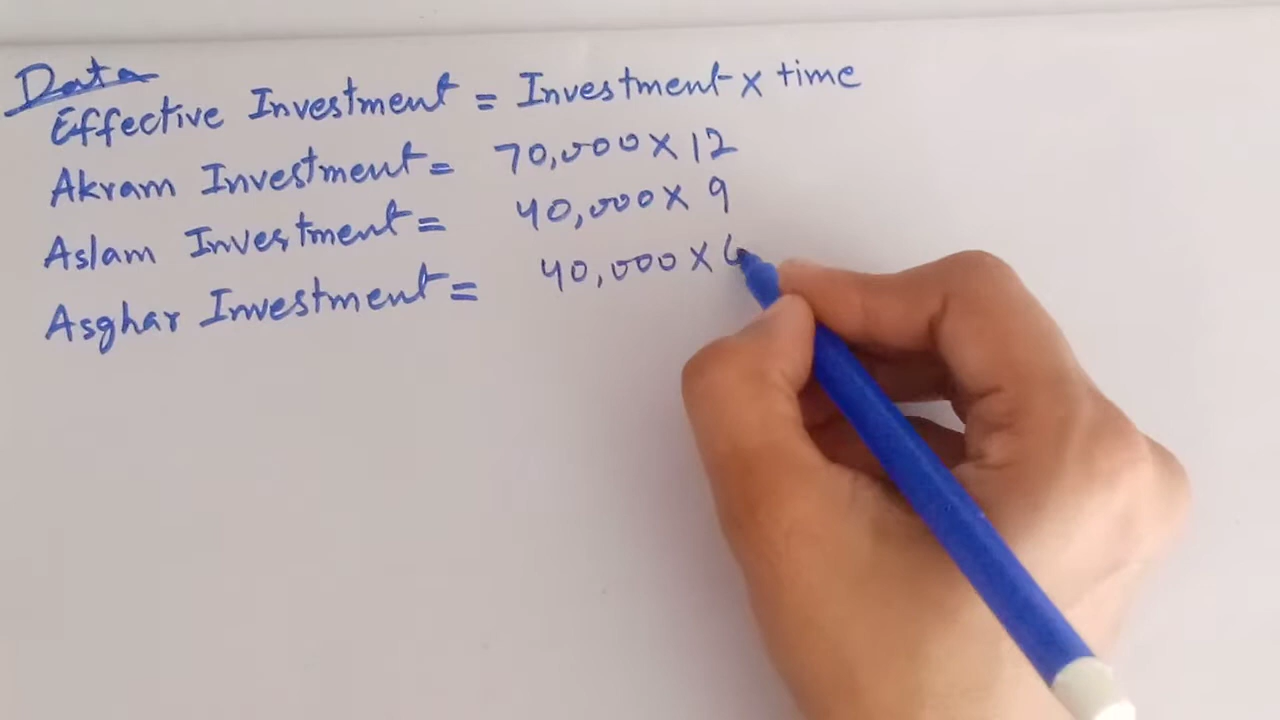 Data
Effective Investment = Investment x time
Akram Investment = 70,000 x 12
Aslam Investment = 40,000 x 9
Asghar Investment = 40,000 x 6